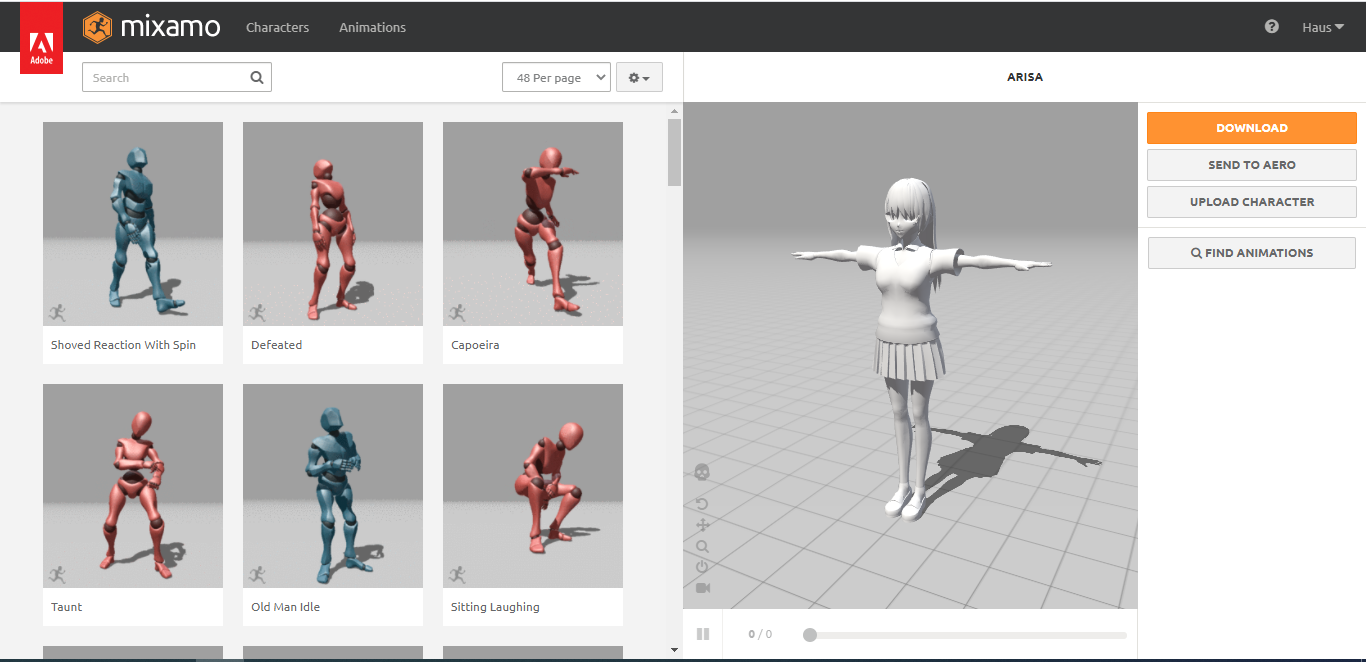 Adobe
mixamo
Characters
Animations
Haus
Search
48 Per page
ARISA
Shoved Reaction With Spin
Defeated
Capoeira
Taunt
Old Man Idle
Sitting Laughing
0 / 0
DOWNLOAD
SEND TO AERO
UPLOAD CHARACTER
FIND ANIMATIONS